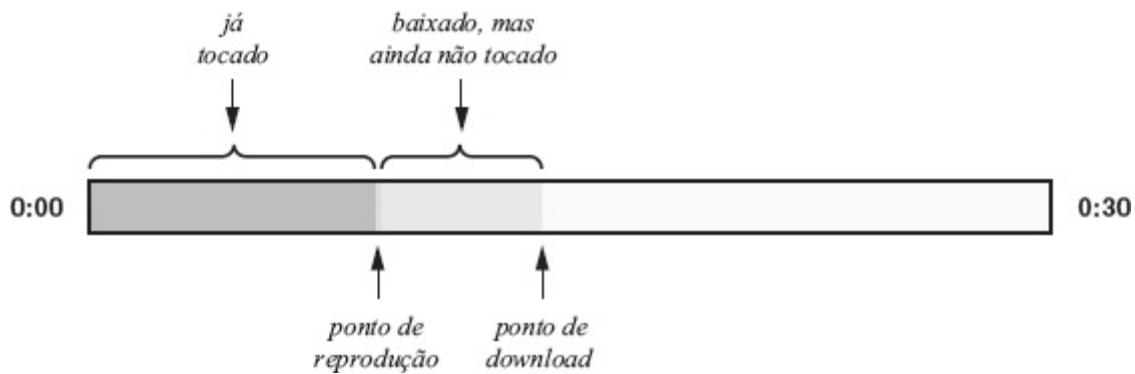 já
tocado
baixado, mas
ainda não tocado
0:00
0:30
ponto de
reprodução
ponto de
download